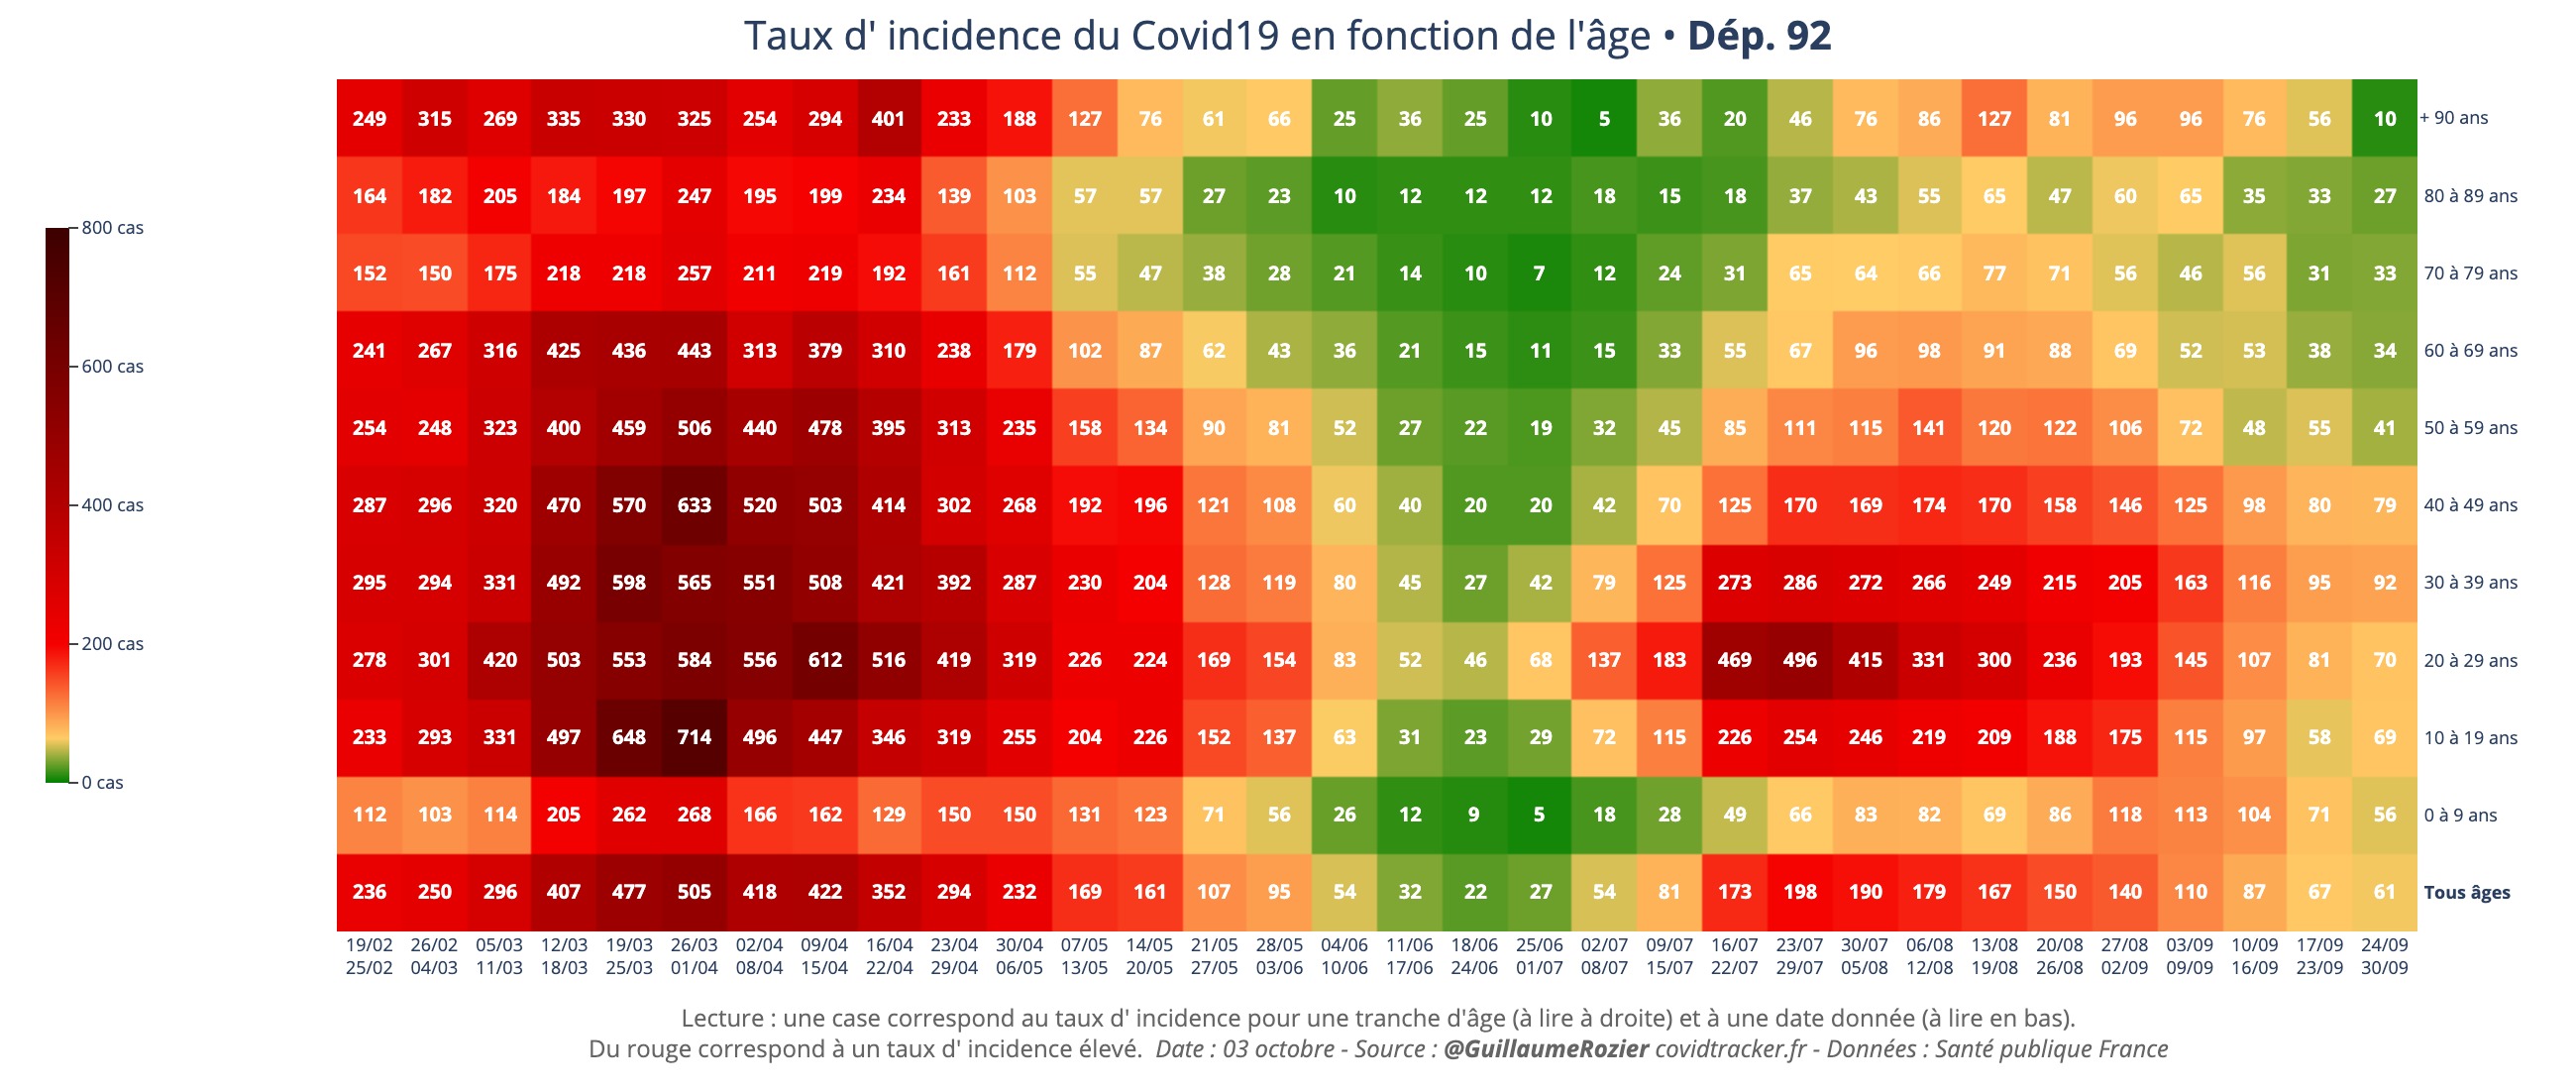 Taux d' incidence du Covid19 en fonction de l'âge • Dép. 92
800 cas
600 cas
400 cas
200 cas
0 cas
249 315 269 335 330 325 254 294 401 233 188 127 76 61 66 25 36 25 10 5 36 20 46 76 86 127 81 96 96 76 56 10 + 90 ans
164 182 205 184 197 247 195 199 234 139 103 57 57 27 23 10 12 12 12 18 15 18 37 43 55 65 47 60 65 35 33 27 80 à 89 ans
152 150 175 218 218 257 211 219 192 161 112 55 47 38 28 21 14 10 7 12 24 31 65 64 66 77 71 56 46 56 31 33 70 à 79 ans
241 267 316 425 436 443 313 379 310 238 179 102 87 62 43 36 21 15 11 15 33 55 67 96 98 91 88 69 52 53 38 34 60 à 69 ans
254 248 323 400 459 506 440 478 395 313 235 158 134 90 81 52 27 22 19 32 45 85 111 115 141 120 122 106 72 48 55 41 50 à 59 ans
287 296 320 470 570 633 520 503 414 302 268 192 196 121 108 60 40 20 20 42 70 125 170 169 174 170 158 146 125 98 80 79 40 à 49 ans
295 294 331 492 598 565 551 508 421 392 287 230 204 128 119 80 45 27 42 79 125 273 286 272 266 249 215 205 163 116 95 92 30 à 39 ans
278 301 420 503 553 584 556 612 516 419 319 226 224 169 154 83 52 46 68 137 183 469 496 415 331 300 236 193 145 107 81 70 20 à 29 ans
233 293 331 497 648 714 496 447 346 319 255 204 226 152 137 63 31 23 29 72 115 226 254 246 219 209 188 175 115 97 58 69 10 à 19 ans
112 103 114 205 262 268 166 162 129 150 150 131 123 71 56 26 12 9 5 18 28 49 66 83 82 69 86 118 113 104 71 56 0 à 9 ans
236 250 296 407 477 505 418 422 352 294 232 169 161 107 95 54 32 22 27 54 81 173 198 190 179 167 150 140 110 87 67 61 Tous âges
19/02 26/02 05/03 12/03 19/03 26/03 02/04 09/04 16/04 23/04 30/04 07/05 14/05 21/05 28/05 04/06 11/06 18/06 25/06 02/07 09/07 16/07 23/07 30/07 06/08 13/08 20/08 27/08 03/09 10/09 17/09 24/09
25/02 04/03 11/03 18/03 25/03 01/04 08/04 15/04 22/04 29/04 06/05 13/05 20/05 27/05 03/06 10/06 17/06 24/06 01/07 08/07 15/07 22/07 29/07 05/08 12/08 19/08 26/08 02/09 09/09 16/09 23/09 30/09
Lecture : une case correspond au taux d' incidence pour une tranche d'âge (à lire à droite) et à une date donnée (à lire en bas).
Du rouge correspond à un taux d' incidence élevé. Date : 03 octobre - Source : @GuillaumeRozier covidtracker.fr - Données : Santé publique France